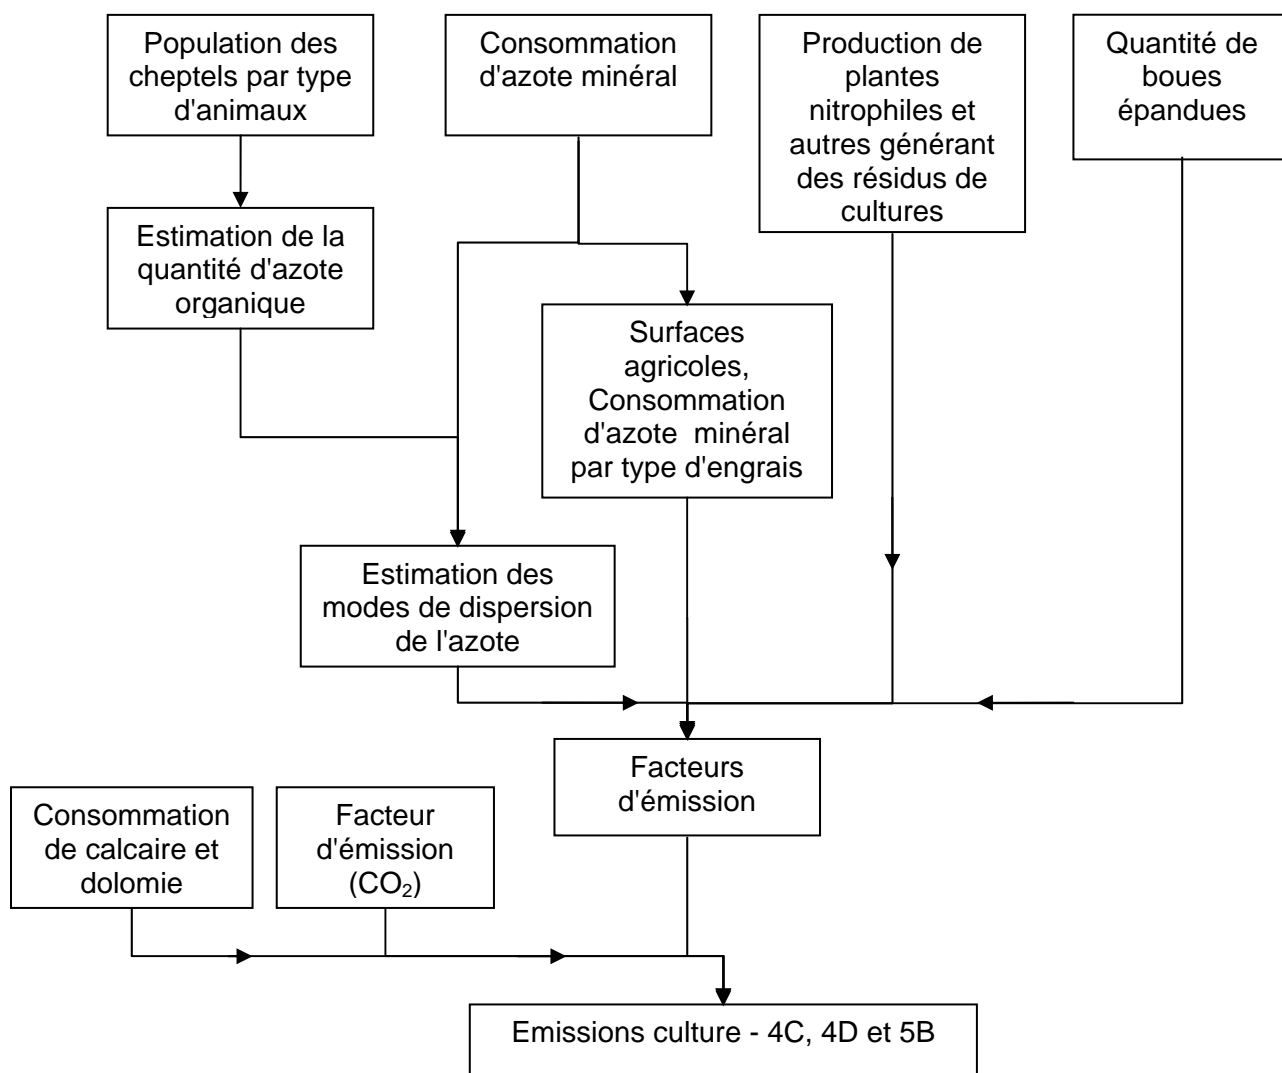 Population des
cheptels par type
d'animaux
Consommation
d'azote minéral
Production de
plantes
nitrophiles et
autres générant
des résidus de
cultures
Quantité de
boues
épandues
Estimation de la
quantité d'azote
organique
Surfaces
agricoles,
Consommation
d'azote  minéral
par type d'engrais
Estimation des
modes de dispersion
de l'azote
Facteurs
d'émission
Consommation
de calcaire et
dolomie
Facteur
d'émission
(CO₂)
Emissions culture - 4C, 4D et 5B